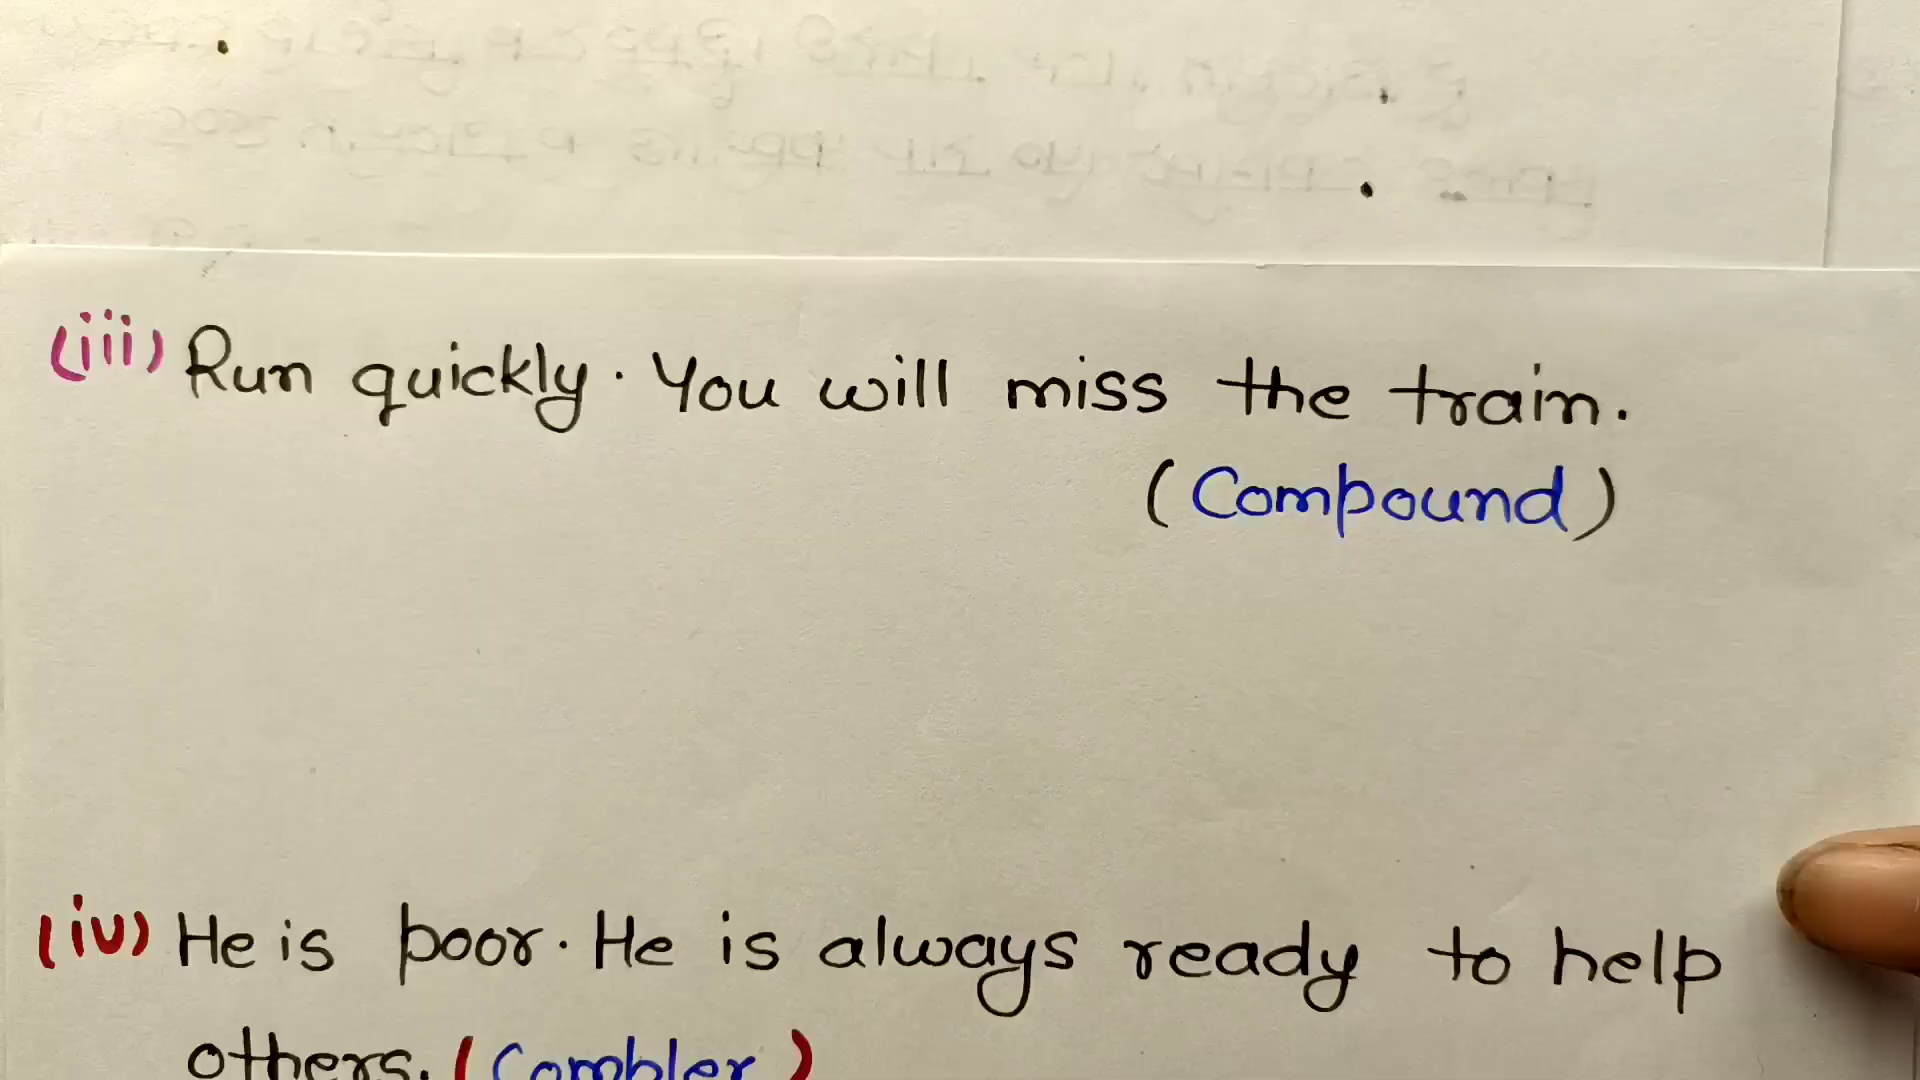 (iii) Run quickly. You will miss the train.
(Compound)
(iv) He is poor. He is always ready to help
others. (Complex)